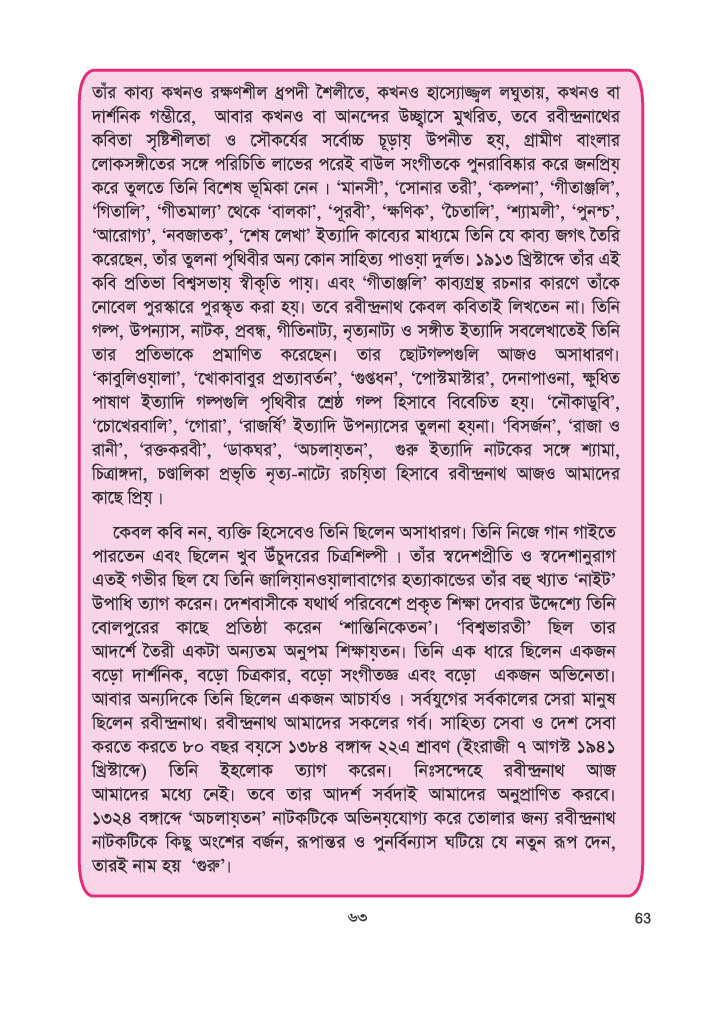 তাঁর কাব্য কখনও রক্ষণশীল ধ্রপদী শৈলীতে, কখনও হাস্যোজ্জ্বল লঘুতায়, কখনও বা
দার্শনিক গম্ভীরে, আবার কখনও বা আনন্দের উচ্ছ্বাসে মুখরিত, তবে রবীন্দ্রনাথের
কবিতা সৃষ্টিশীলতা ও সৌকর্যের সর্বোচ্চ চূড়ায় উপনীত হয়, গ্রামীণ বাংলার
লোকসঙ্গীতের সঙ্গে পরিচিতি লাভের পরেই বাউল সংগীতকে পুনরাবিষ্কার করে জনপ্রিয়
করে তুলতে তিনি বিশেষ ভূমিকা নেন । ‘মানসী’, ‘সোনার তরী’, ‘কল্পনা’, ‘গীতাঞ্জলি’,
‘গিতালি’, ‘গীতমাল্য’ থেকে ‘বালকা’, ‘পূরবী’, ‘ক্ষণিক’, ‘চৈতালি’, ‘শ্যামলী’, ‘পুনশ্চ’,
‘আরোগ্য’, ‘নবজাতক’, ‘শেষ লেখা’ ইত্যাদি কাব্যের মাধ্যমে তিনি যে কাব্য জগৎ তৈরি
করেছেন, তাঁর তুলনা পৃথিবীর অন্য কোন সাহিত্য পাওয়া দুর্লভ। ১৯১৩ খ্রিস্টাব্দে তাঁর এই
কবি প্রতিভা বিশ্বসভায় স্বীকৃতি পায়। এবং ‘গীতাঞ্জলি’ কাব্যগ্রন্থ রচনার কারণে তাঁকে
নোবেল পুরস্কারে পুরস্কৃত করা হয়। তবে রবীন্দ্রনাথ কেবল কবিতাই লিখতেন না। তিনি
গল্প, উপন্যাস, নাটক, প্রবন্ধ, গীতিনাট্য, নৃত্যনাট্য ও সঙ্গীত ইত্যাদি সবলেখাতেই তিনি
তার প্রতিভাকে প্রমাণিত করেছেন। তার ছোটগল্পগুলি আজও অসাধারণ।
‘কাবুলিওয়ালা’, ‘খোকাবাবুর প্রত্যাবর্তন’, ‘গুপ্তধন’, ‘পোস্টমাস্টার’, দেনাপাওনা, ক্ষুধিত
পাষাণ ইত্যাদি গল্পগুলি পৃথিবীর শ্রেষ্ঠ গল্প হিসাবে বিবেচিত হয়। ‘নৌকাডুবি’,
‘চোখেরবালি’, ‘গোরা’, ‘রাজর্ষি’ ইত্যাদি উপন্যাসের তুলনা হয়না। ‘বিসর্জন’, ‘রাজা ও
রানী’, ‘রক্তকরবী’, ‘ডাকঘর’, ‘অচলায়তন’, গুরু ইত্যাদি নাটকের সঙ্গে শ্যামা,
চিত্রাঙ্গদা, চণ্ডালিকা প্রভৃতি নৃত্য-নাট্যে রচয়িতা হিসাবে রবীন্দ্রনাথ আজও আমাদের
কাছে প্রিয় ।
কেবল কবি নন, ব্যক্তি হিসেবেও তিনি ছিলেন অসাধারণ। তিনি নিজে গান গাইতে
পারতেন এবং ছিলেন খুব উঁচুদরের চিত্রশিল্পী । তাঁর স্বদেশপ্রীতি ও স্বদেশানুরাগ
এতই গভীর ছিল যে তিনি জালিয়ানওয়ালাবাগের হত্যাকান্ডের তাঁর বহু খ্যাত ‘নাইট’
উপাধি ত্যাগ করেন। দেশবাসীকে যথার্থ পরিবেশে প্রকৃত শিক্ষা দেবার উদ্দেশ্যে তিনি
বোলপুরের কাছে প্রতিষ্ঠা করেন ‘শান্তিনিকেতন’। ‘বিশ্বভারতী’ ছিল তার
আদর্শে তৈরী একটা অন্যতম অনুপম শিক্ষায়তন। তিনি এক ধারে ছিলেন একজন
বড়ো দার্শনিক, বড়ো চিত্রকার, বড়ো সংগীতজ্ঞ এবং বড়ো একজন অভিনেতা।
আবার অন্যদিকে তিনি ছিলেন একজন আচার্যও । সর্বযুগের সর্বকালের সেরা মানুষ
ছিলেন রবীন্দ্রনাথ। রবীন্দ্রনাথ আমাদের সকলের গর্ব। সাহিত্য সেবা ও দেশ সেবা
করতে করতে ৮০ বছর বয়সে ১৩৮৪ বঙ্গাব্দ ২২এ শ্রাবণ (ইংরাজী ৭ আগস্ট ১৯৪১
খ্রিস্টাব্দে) তিনি ইহলোক ত্যাগ করেন। নিঃসন্দেহে রবীন্দ্রনাথ আজ
আমাদের মধ্যে নেই। তবে তার আদর্শ সর্বদাই আমাদের অনুপ্রাণিত করবে।
১৩২৪ বঙ্গাব্দে ‘অচলায়তন’ নাটকটিকে অভিনয়যোগ্য করে তোলার জন্য রবীন্দ্রনাথ
নাটকটিকে কিছু অংশের বর্জন, রূপান্তর ও পুনর্বিন্যাস ঘটিয়ে যে নতুন রূপ দেন,
তারই নাম হয় ‘গুরু’।
৬৩ 63